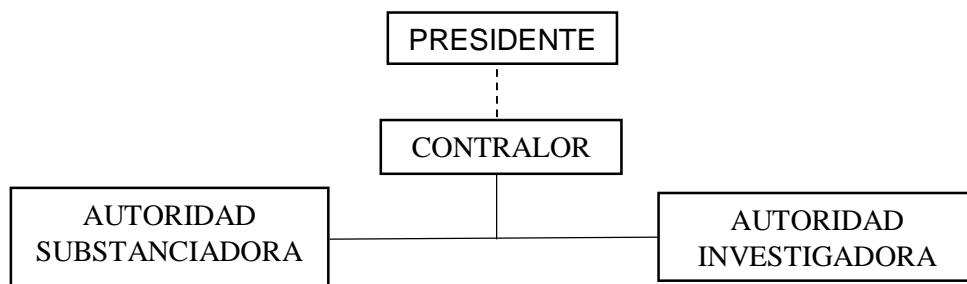 PRESIDENTE
CONTRALOR
AUTORIDAD
SUBSTANCIADORA
AUTORIDAD
INVESTIGADORA